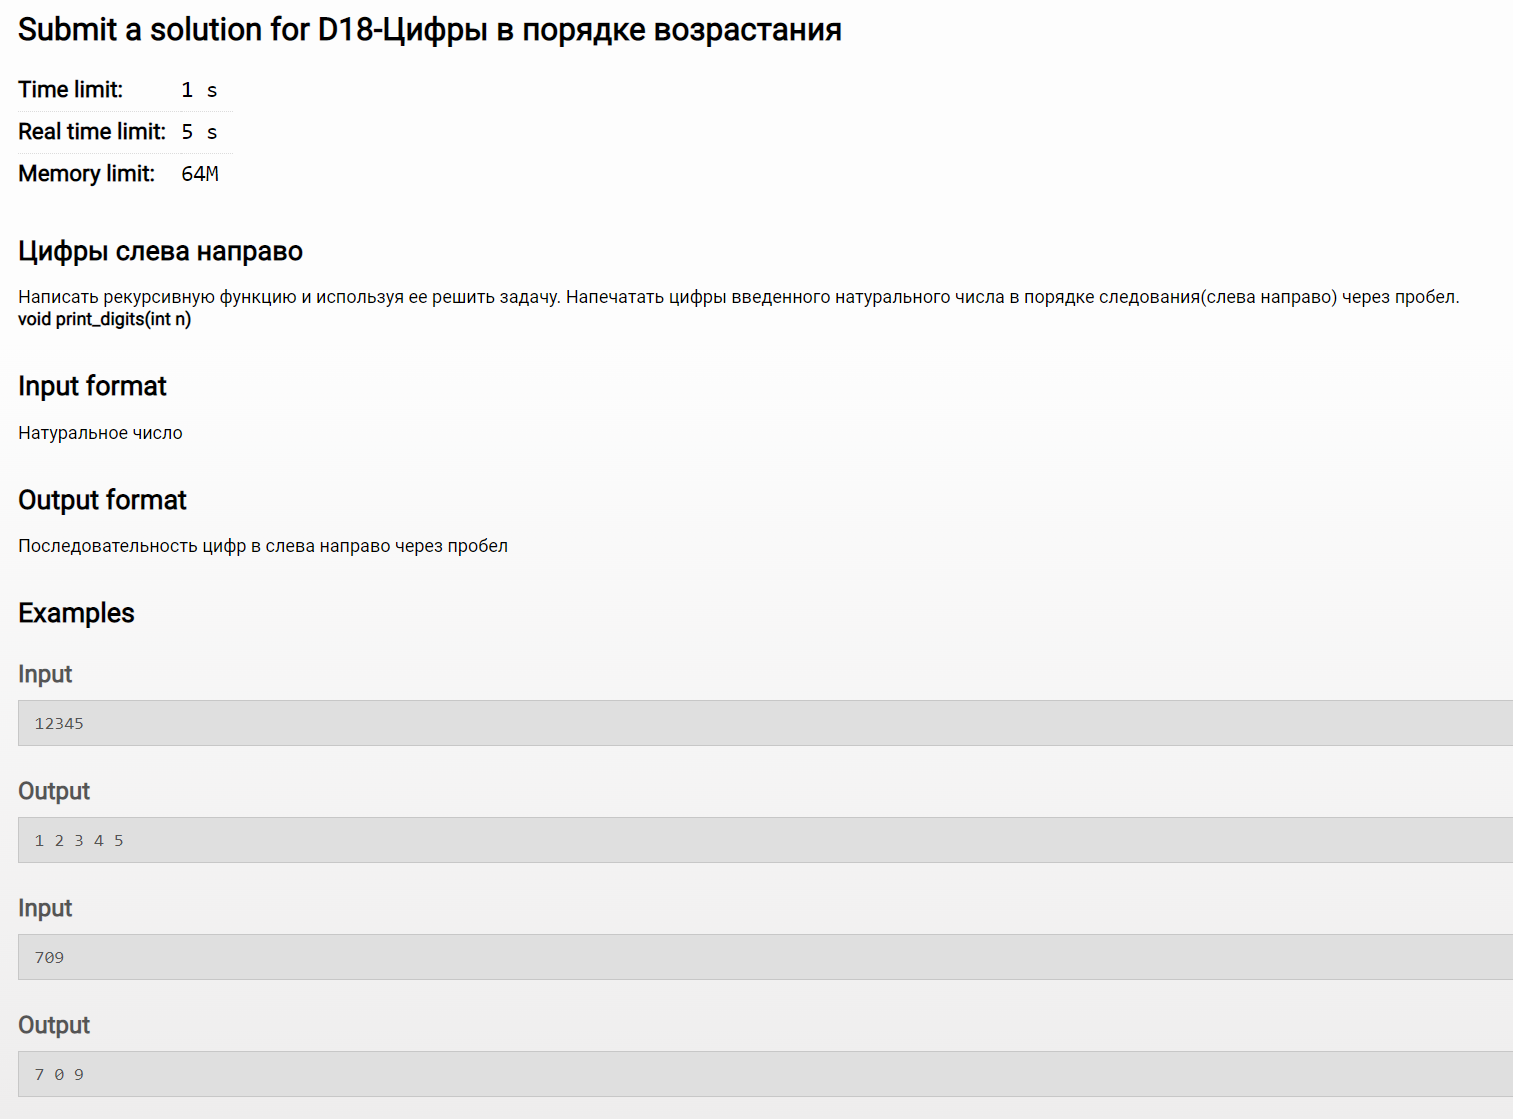 Submit a solution for D18-Цифры в порядке возрастания
Time limit: 1 s
Real time limit: 5 s
Memory limit: 64M
Цифры слева направо
Написать рекурсивную функцию и используя ее решить задачу. Напечатать цифры введенного натурального числа в порядке следования(слева направо) через пробел.
void print_digits(int n)
Input format
Натуральное число
Output format
Последовательность цифр в слева направо через пробел
Examples
Input
12345
Output
1 2 3 4 5
Input
709
Output
7 0 9